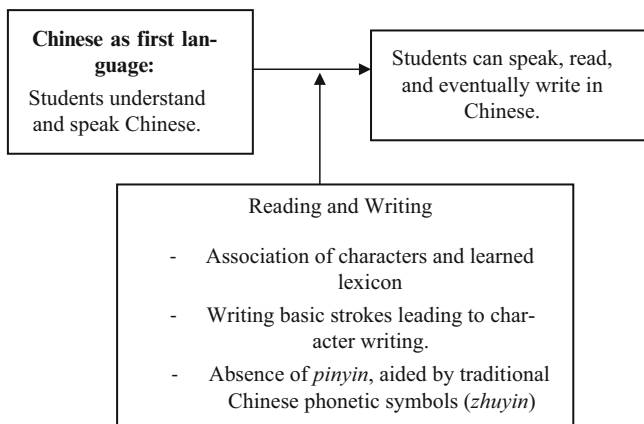 Chinese as first lan-
guage:
Students understand
and speak Chinese.
Students can speak, read,
and eventually write in
Chinese.
Reading and Writing
- Association of characters and learned
lexicon
- Writing basic strokes leading to char-
acter writing.
- Absence of pinyin, aided by traditional
Chinese phonetic symbols (zhuyin)